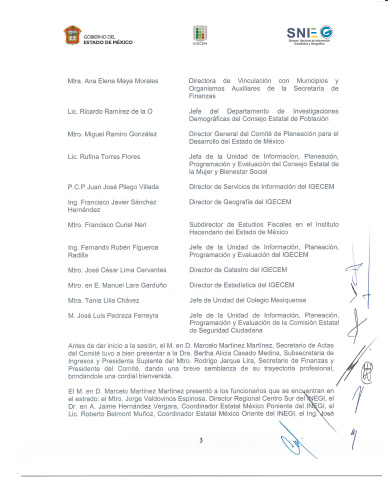 GOBIERNO DEL
ESTADO DE MÉXICO
IGECEM
SNIEG
Sistema Nacional de Información
Estadística y Geográfica
Mtra. Ana Elena Maya Morales
Directora de Vinculación con Municipios y
Organismos Auxiliares de la Secretaría de
Finanzas
Lic. Ricardo Ramírez de la O
Jefe del Departamento de Investigaciones
Demográficas del Consejo Estatal de Población
Mtro. Miguel Ramiro González
Director General del Comité de Planeación para el
Desarrollo del Estado de México
Lic. Rufina Torres Flores
Jefa de la Unidad de Información, Planeación,
Programación y Evaluación del Consejo Estatal de
la Mujer y Bienestar Social
P.C.P Juan José Pliego Villada
Director de Servicios de Información del IGECEM
Ing. Francisco Javier Sánchez
Hernández
Director de Geografía del IGECEM
Mtro. Francisco Curial Neri
Subdirector de Estudios Fiscales en el Instituto
Hacendario del Estado de México
Ing. Fernando Rubén Figueroa
Radilla
Jefe de la Unidad de Información, Planeación,
Programación y Evaluación del IGECEM
Mtro. José César Lima Cervantes
Director de Catastro del IGECEM
Mtro. en E. Manuel Lara Garduño
Director de Estadística del IGECEM
Mtra. Tania Lilia Chávez
Jefe de Unidad del Colegio Mexiquense
M. José Luis Pedraza Ferreyra
Jefe de la Unidad de Información, Planeación,
Programación y Evaluación de la Comisión Estatal
de Seguridad Ciudadana
Antes de dar inicio a la sesión, el M. en D. Marcelo Martínez Martínez, Secretario de Actas
del Comité tuvo a bien presentar a la Dra. Bertha Alicia Casado Medina, Subsecretaria de
Ingresos y Presidenta Suplente del Mtro. Rodrigo Jarque Lira, Secretario de Finanzas y
Presidente del Comité, dando una breve semblanza de su trayectoria profesional,
brindándole una cordial bienvenida.
El M. en D. Marcelo Martínez Martínez presentó a los funcionarios que se encuentran en
el estrado: el Mtro. Jorge Valdovinos Espinosa, Director Regional Centro Sur del INEGI, el
Dr. en A. Jaime Hernández Vergara, Coordinador Estatal México Poniente del INEGI, el
Lic. Roberto Belmont Muñoz, Coordinador Estatal México Oriente del INEGI, el Ing. José
3